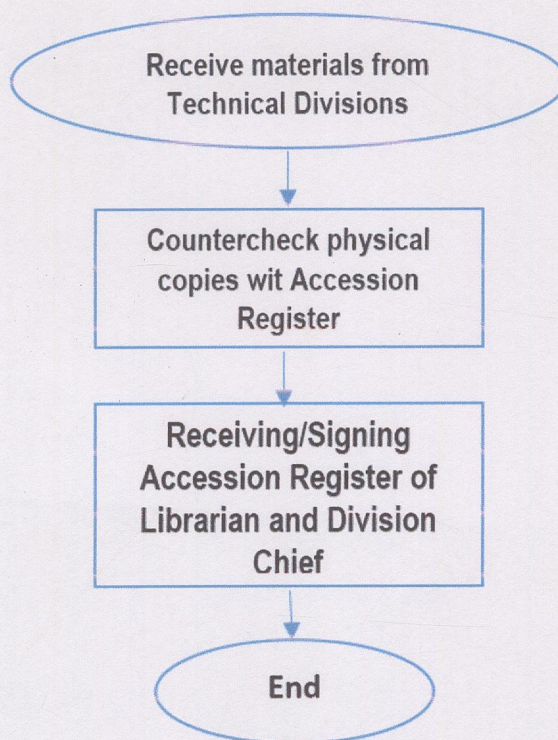 Receive materials from
Technical Divisions
Countercheck physical
copies wit Accession
Register
Receiving/Signing
Accession Register of
Librarian and Division
Chief
End